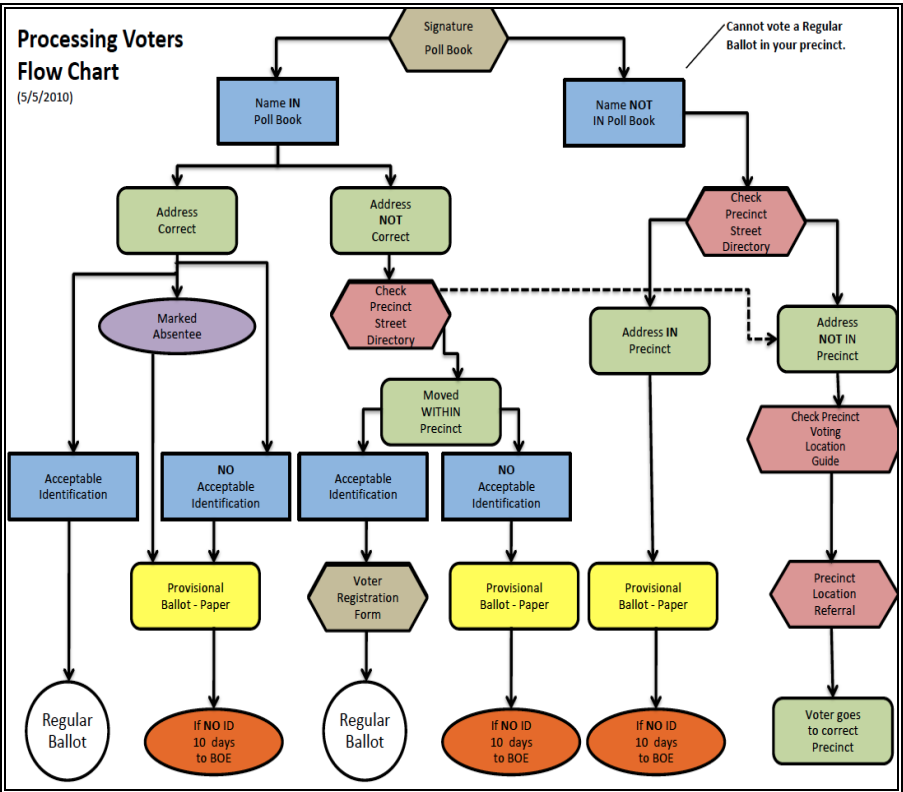 Processing Voters
Flow Chart
(5/5/2010)
Signature
Poll Book
Cannot vote a Regular
Ballot in your precinct.
Name IN
Poll Book
Name NOT
IN Poll Book
Address
Correct
Address
NOT
Correct
Check
Precinct
Street
Directory
Marked
Absentee
Check
Precinct
Street
Directory
Address IN
Precinct
Address
NOT IN
Precinct
Moved
WITHIN
Precinct
Check Precinct
Voting
Location
Guide
Acceptable
Identification
NO
Acceptable
Identification
Acceptable
Identification
NO
Acceptable
Identification
Provisional
Ballot - Paper
Voter
Registration
Form
Provisional
Ballot - Paper
Provisional
Ballot - Paper
Precinct
Location
Referral
Regular
Ballot
If NO ID
10 days
to BOE
Regular
Ballot
If NO ID
10 days
to BOE
If NO ID
10 days
to BOE
Voter goes
to correct
Precinct